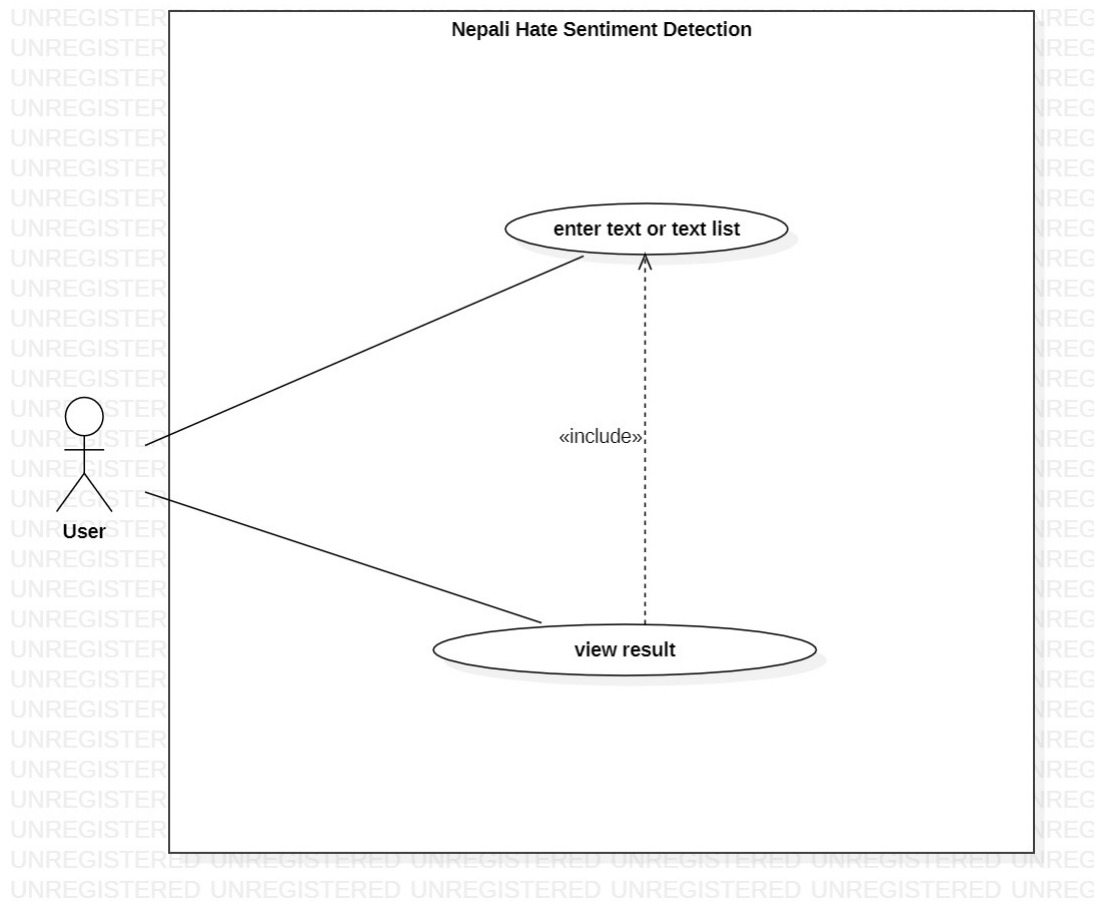 Nepali Hate Sentiment Detection
enter text or text list
«include»
User
view result
UNREGISTERED UNREGISTERED UNREGISTERED UNREGISTERED UNREGISTERED UNREG
UNREGISTERED UNREGISTERED UNREGISTERED UNREGISTERED UNREGISTERED UNREG